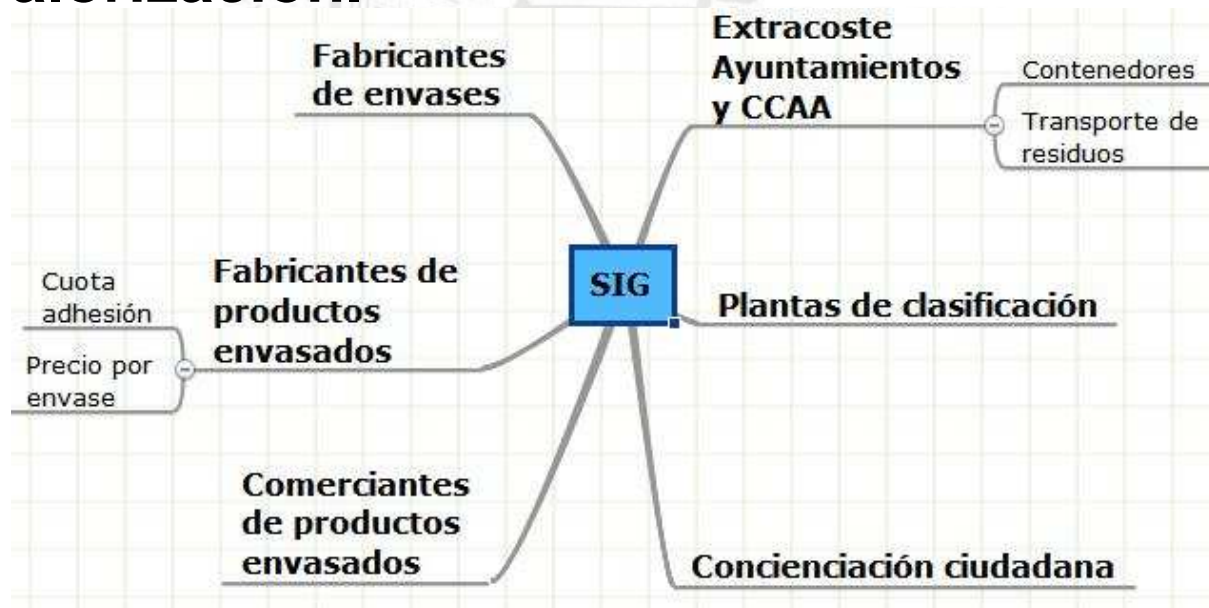 Fabricantes
de envases
Extracoste
Ayuntamientos
y CCAA
Contenedores
Transporte de
residuos
SIG
Cuota
adhesión
Precio por
envase
Fabricantes de
productos
envasados
Plantas de clasificación
Comerciantes
de productos
envasados
Concienciación ciudadana